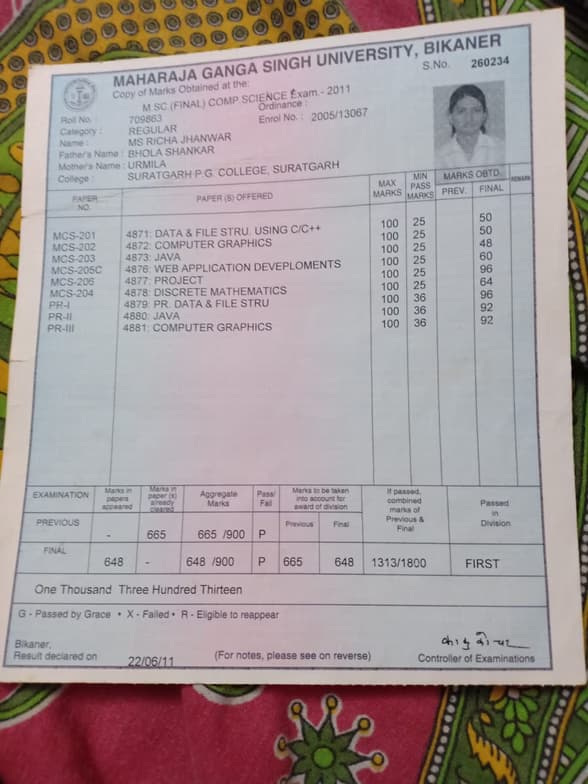 MAHARAJA GANGA SINGH UNIVERSITY, BIKANER
Copy of Marks Obtained at the:
S.No. 260234
M SC (FINAL) COMP.SCIENCE Exam.- 2011
Ordinance :
Roll No. : 709863 Enrol No. : 2005/13067
Category : REGULAR
Name : MS RICHA JHANWAR
Father's Name : BHOLA SHANKAR
Mother's Name : URMILA
College : SURATGARH P G. COLLEGE, SURATGARH
PAPER NO. PAPER (S) OFFERED MAX MARKS MIN PASS MARKS MARKS OBTD. PREV. FINAL REMARK
MCS-201 4871: DATA & FILE STRU. USING C/C++ 100 25 50
MCS-202 4872: COMPUTER GRAPHICS 100 25 50
MCS-203 4873: JAVA 100 25 48
MCS-205C 4876: WEB APPLICATION DEVEPLOMENTS 100 25 60
MCS-206 4877: PROJECT 100 25 96
MCS-204 4878: DISCRETE MATHEMATICS 100 25 64
PR-I 4879: PR. DATA & FILE STRU 100 36 96
PR-II 4880: JAVA 100 36 92
PR-III 4881: COMPUTER GRAPHICS 100 36 92
EXAMINATION Marks in papers appeared Marks in paper (s) already cleared Aggregate Marks Pass/ Fail Marks to be taken into account for award of division Previous Final If passed, combined marks of Previous & Final Passed in Division
PREVIOUS - 665 665 /900 P
FINAL 648 - 648 /900 P 665 648 1313/1800 FIRST
One Thousand Three Hundred Thirteen
G - Passed by Grace • X - Failed • R - Eligible to reappear
Bikaner,
Result declared on 22/06/11 (For notes, please see on reverse) Controller of Examinations